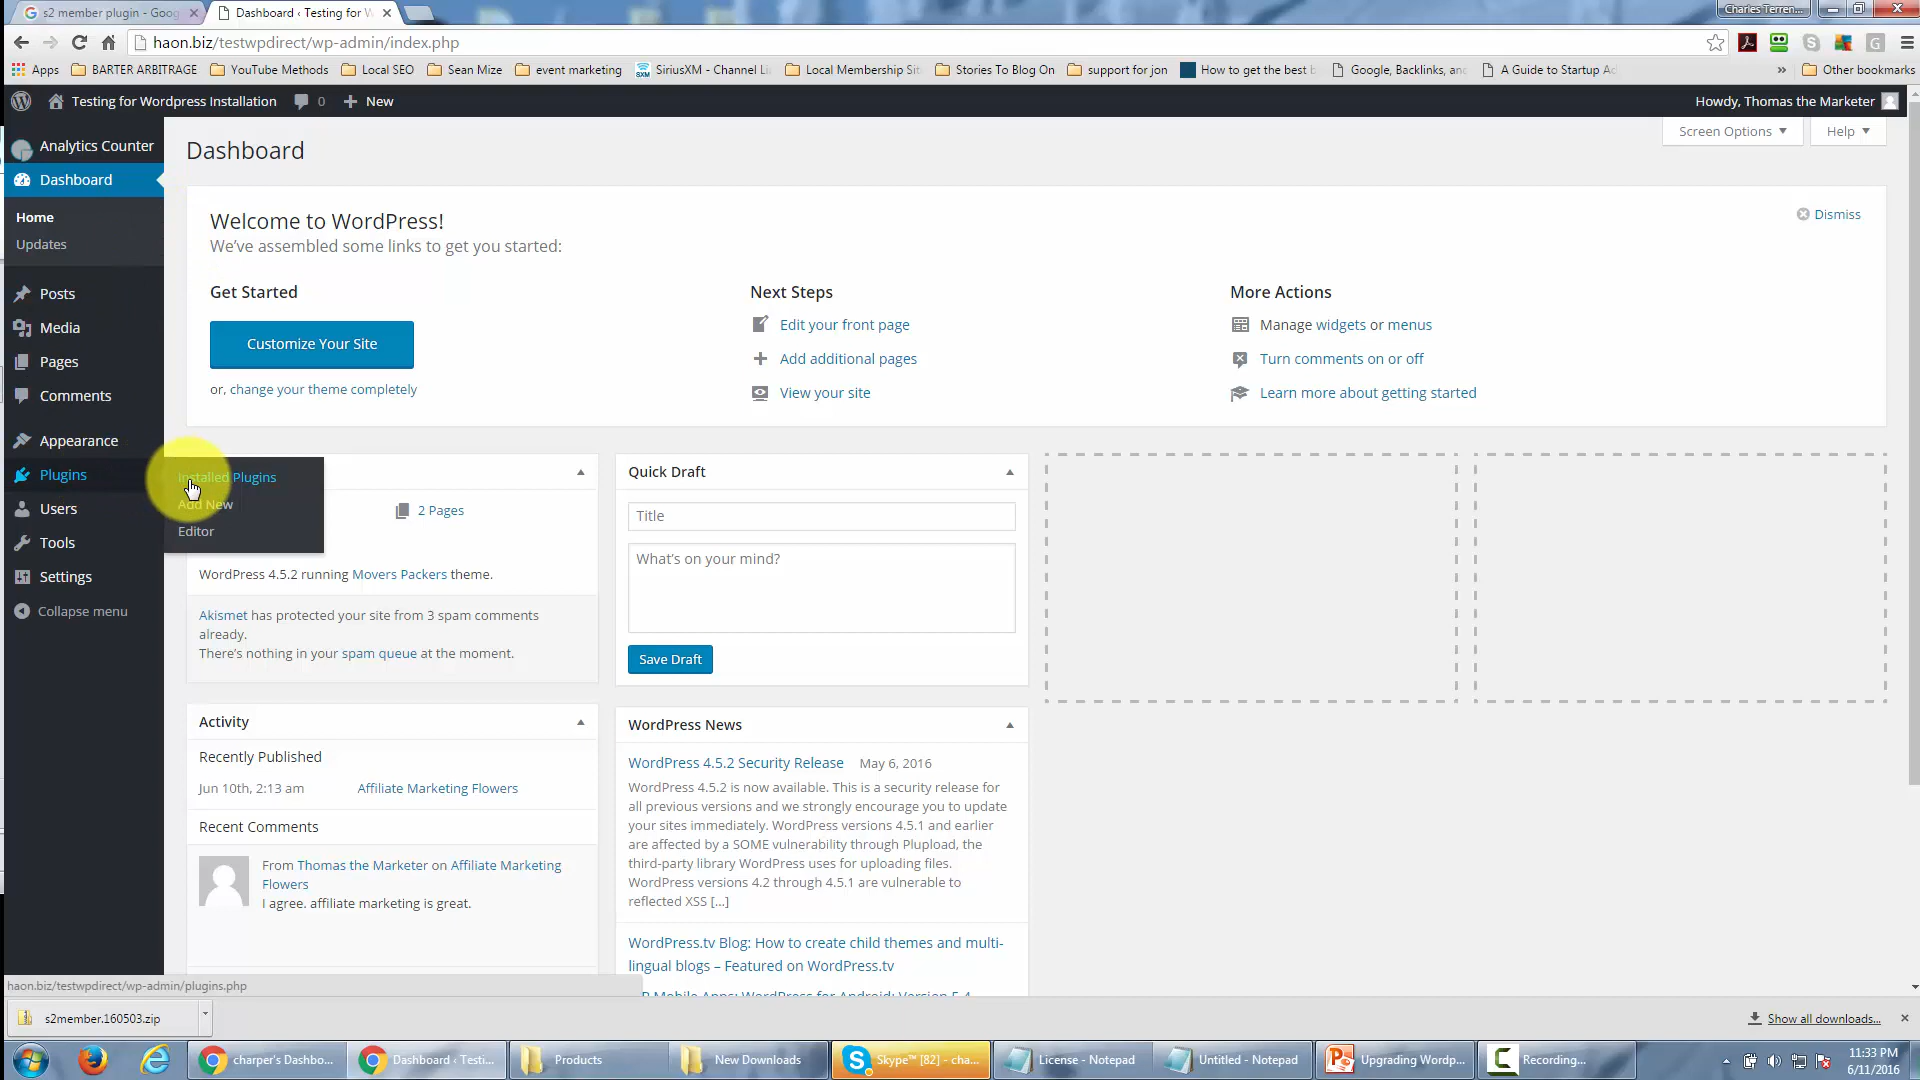 s2 member plugin - Goog
Dashboard ‹ Testing for W
Charles Terren...
haon.biz/testwpdirect/wp-admin/index.php
Apps
BARTER ARBITRAGE
YouTube Methods
Local SEO
Sean Mize
event marketing
SiriusXM - Channel Li
Local Membership Sit
Stories To Blog On
support for jon
How to get the best b
Google, Backlinks, and
A Guide to Startup Ad
»
Other bookmarks
Testing for Wordpress Installation
0
New
Howdy, Thomas the Marketer
Analytics Counter
Dashboard
Home
Updates
Posts
Media
Pages
Comments
Appearance
Plugins
Users
Tools
Settings
Collapse menu
Installed Plugins
Add New
Editor
Dashboard
Screen Options
Help
Welcome to WordPress!
We've assembled some links to get you started:
Dismiss
Get Started
Customize Your Site
or, change your theme completely
Next Steps
Edit your front page
Add additional pages
View your site
More Actions
Manage widgets or menus
Turn comments on or off
Learn more about getting started
2 Pages
WordPress 4.5.2 running Movers Packers theme.
Akismet has protected your site from 3 spam comments
already.
There's nothing in your spam queue at the moment.
Quick Draft
Title
What's on your mind?
Save Draft
Activity
Recently Published
Jun 10th, 2:13 am
Affiliate Marketing Flowers
Recent Comments
From Thomas the Marketer on Affiliate Marketing
Flowers
I agree. affiliate marketing is great.
WordPress News
WordPress 4.5.2 Security Release May 6, 2016
WordPress 4.5.2 is now available. This is a security release for
all previous versions and we strongly encourage you to update
your sites immediately. WordPress versions 4.5.1 and earlier
are affected by a SOME vulnerability through Plupload, the
third-party library WordPress uses for uploading files.
WordPress versions 4.2 through 4.5.1 are vulnerable to
reflected XSS […]
WordPress.tv Blog: How to create child themes and multi-
lingual blogs – Featured on WordPress.tv
Mobile Apps: WordPress for Android: Version 5.4
haon.biz/testwpdirect/wp-admin/plugins.php
s2member.160503.zip
Show all downloads...
charper's Dashbo...
Dashboard ‹ Testi...
Products
New Downloads
Skype™ [82] - cha...
License - Notepad
Untitled - Notepad
Upgrading Wordp...
Recording...
11:33 PM
6/11/2016